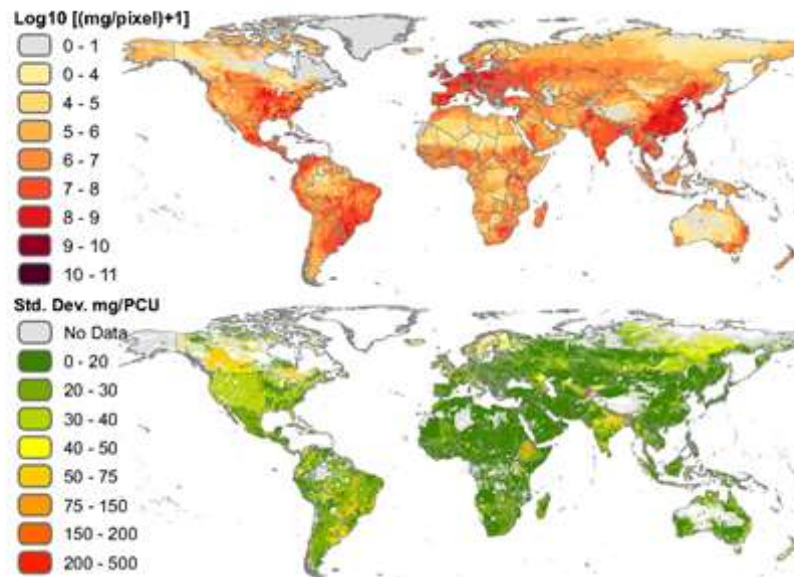 Log10 [(mg/pixel)+1]
0 - 1
0 - 4
4 - 5
5 - 6
6 - 7
7 - 8
8 - 9
9 - 10
10 - 11
Std. Dev. mg/PCU
No Data
0 - 20
20 - 30
30 - 40
40 - 50
50 - 75
75 - 150
150 - 200
200 - 500